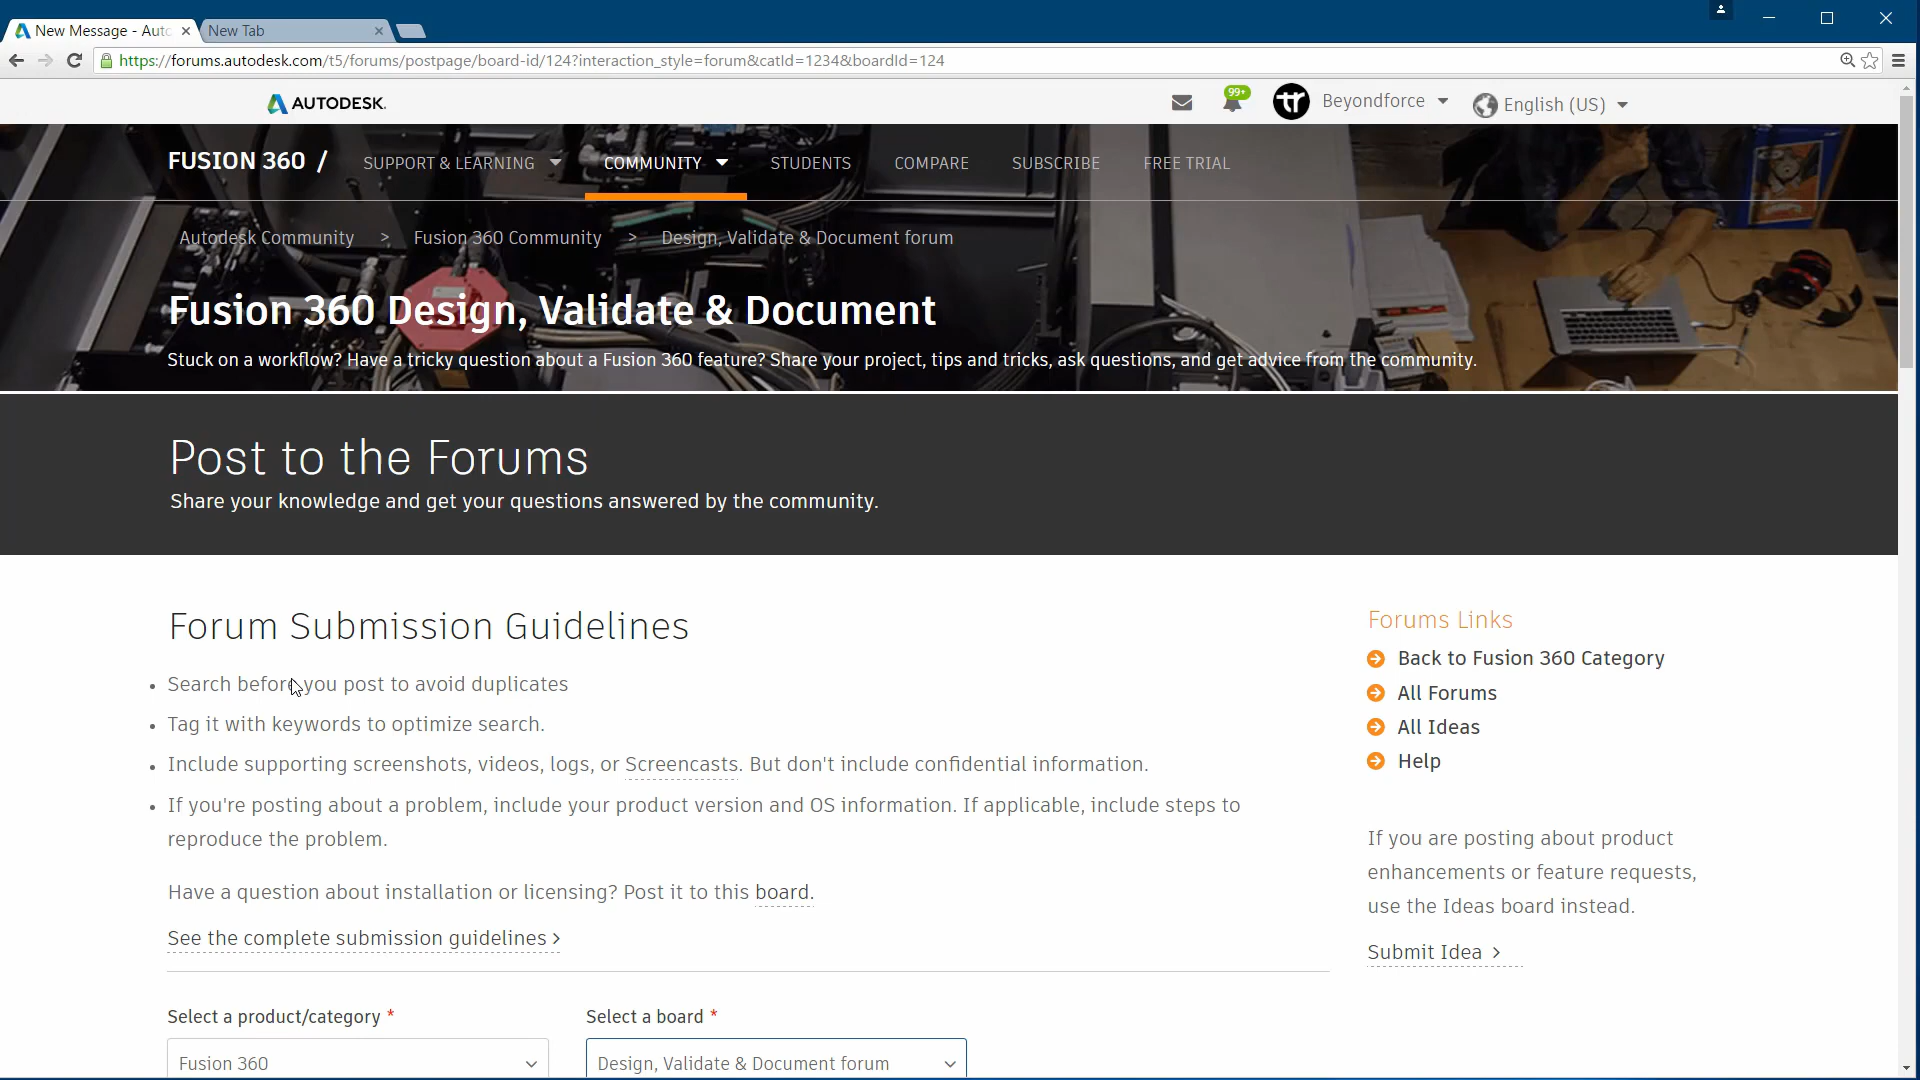 New Message - Auto
New Tab
https://forums.autodesk.com/t5/forums/postpage/board-id/124?interaction_style=forum&catId=1234&boardId=124
AUTODESK.
99+
Beyondforce
English (US)
FUSION 360 /
SUPPORT & LEARNING
COMMUNITY
STUDENTS
COMPARE
SUBSCRIBE
FREE TRIAL
Autodesk Community > Fusion 360 Community > Design, Validate & Document forum
Fusion 360 Design, Validate & Document
Stuck on a workflow? Have a tricky question about a Fusion 360 feature? Share your project, tips and tricks, ask questions, and get advice from the community.
Post to the Forums
Share your knowledge and get your questions answered by the community.
Forum Submission Guidelines
Search before you post to avoid duplicates
Tag it with keywords to optimize search.
Include supporting screenshots, videos, logs, or Screencasts. But don't include confidential information.
If you're posting about a problem, include your product version and OS information. If applicable, include steps to
reproduce the problem.
Have a question about installation or licensing? Post it to this board.
See the complete submission guidelines >
Select a product/category *
Fusion 360
Select a board *
Design, Validate & Document forum
Forums Links
Back to Fusion 360 Category
All Forums
All Ideas
Help
If you are posting about product
enhancements or feature requests,
use the Ideas board instead.
Submit Idea >